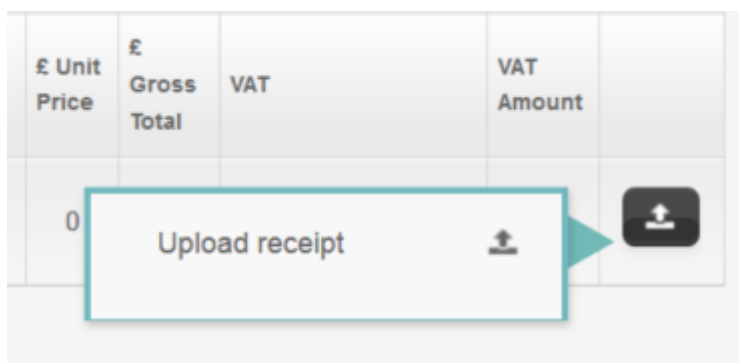 £ Unit
Price
£
Gross
Total
VAT
VAT
Amount
0
Upload receipt